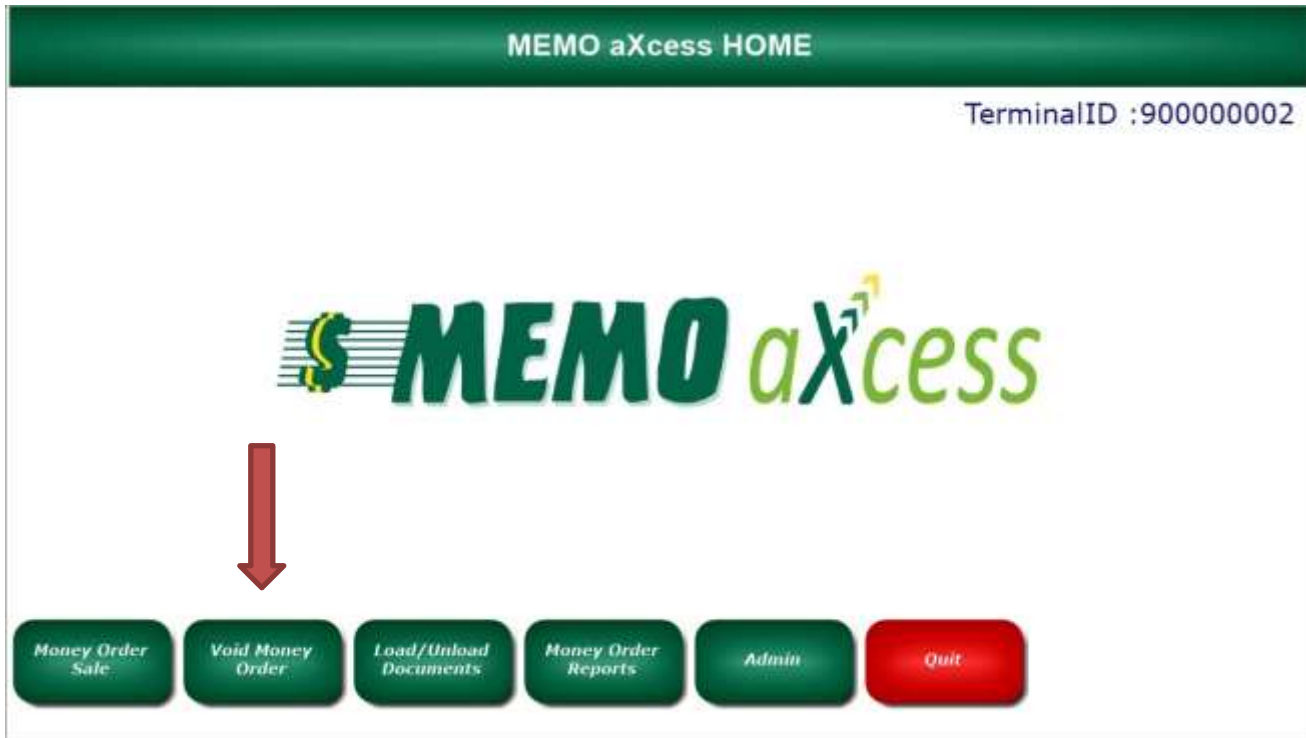 MEMO aXcess HOME
TerminalID :900000002
$ MEMO aXcess
Money Order
Sale
Void Money
Order
Load/Unload
Documents
Money Order
Reports
Admin
Quit